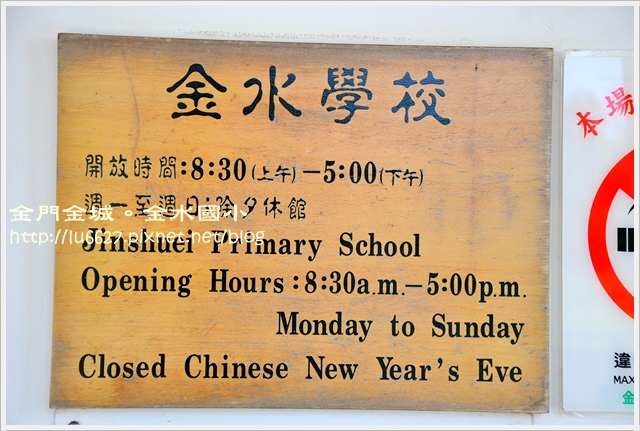 金水學校
開放時間:8:30(上午)–5:00(下午)
週一至週日:除夕休館
金門金城。金水國小
http://lu6627.pixnet.net/blog
Jinshuei Primary School
Opening Hours:8:30a.m.–5:00p.m.
Monday to Sunday
Closed Chinese New Year's Eve
本場
違
MAX
金